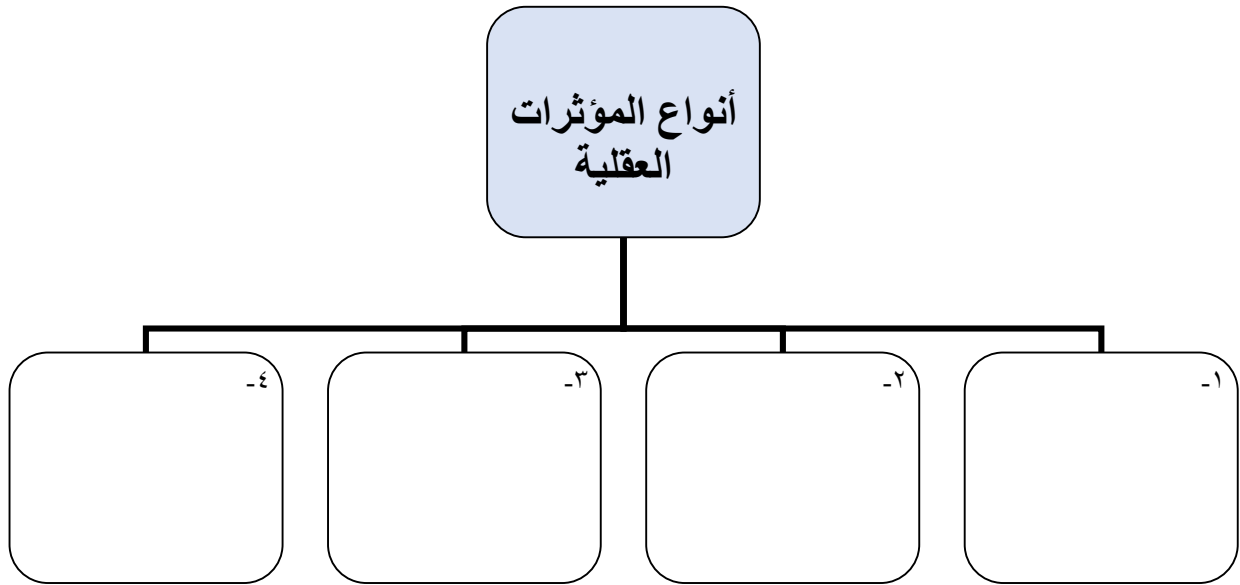 أنواع المؤثرات
العقلية
١-
٢-
٣-
٤-